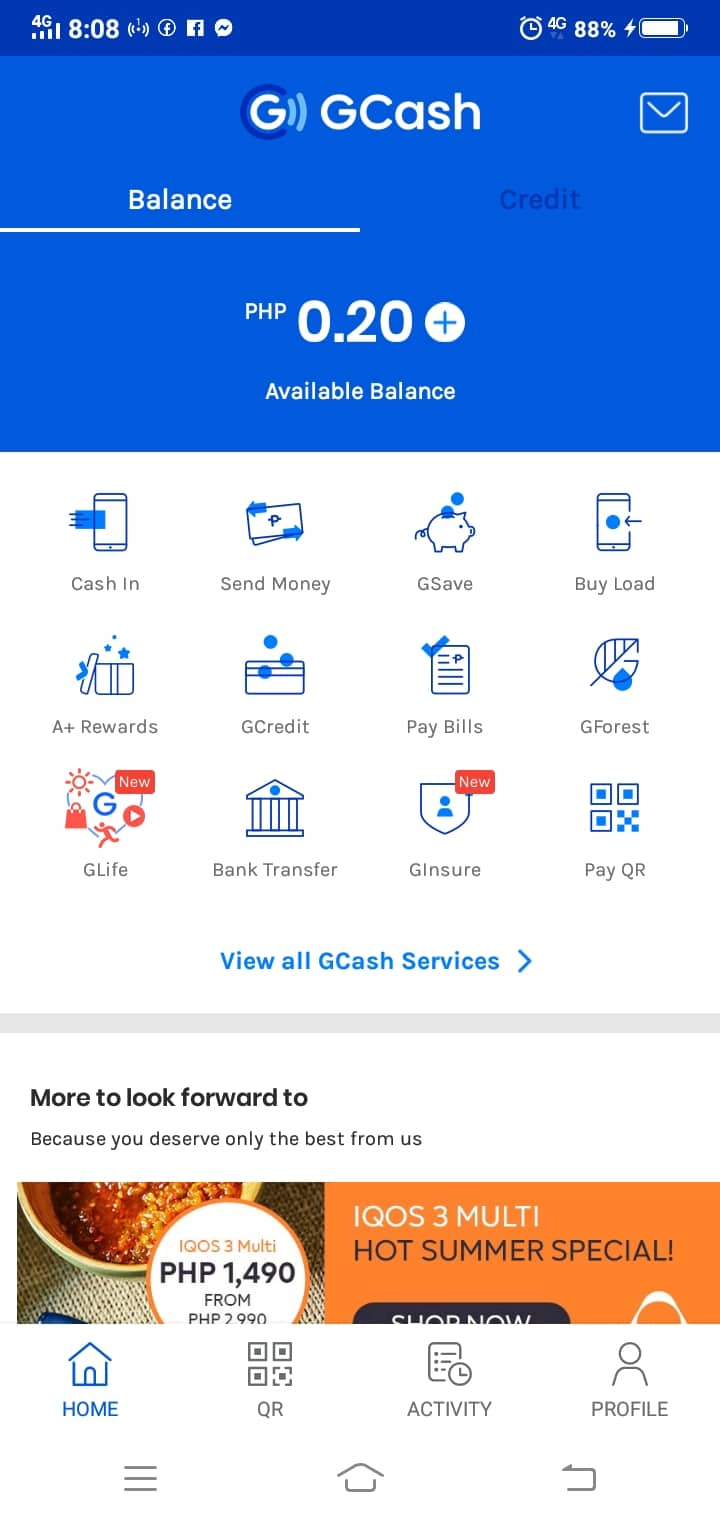 4G 8:08 4G 88%
GCash
Balance Credit
PHP 0.20
Available Balance
Cash In Send Money GSave Buy Load
A+ Rewards GCredit Pay Bills GForest
New New
GLife Bank Transfer GInsure Pay QR
View all GCash Services
More to look forward to
Because you deserve only the best from us
IQOS 3 Multi
PHP 1,490
FROM
PHP 2,990
IQOS 3 MULTI
HOT SUMMER SPECIAL!
SHOP NOW
HOME QR ACTIVITY PROFILE